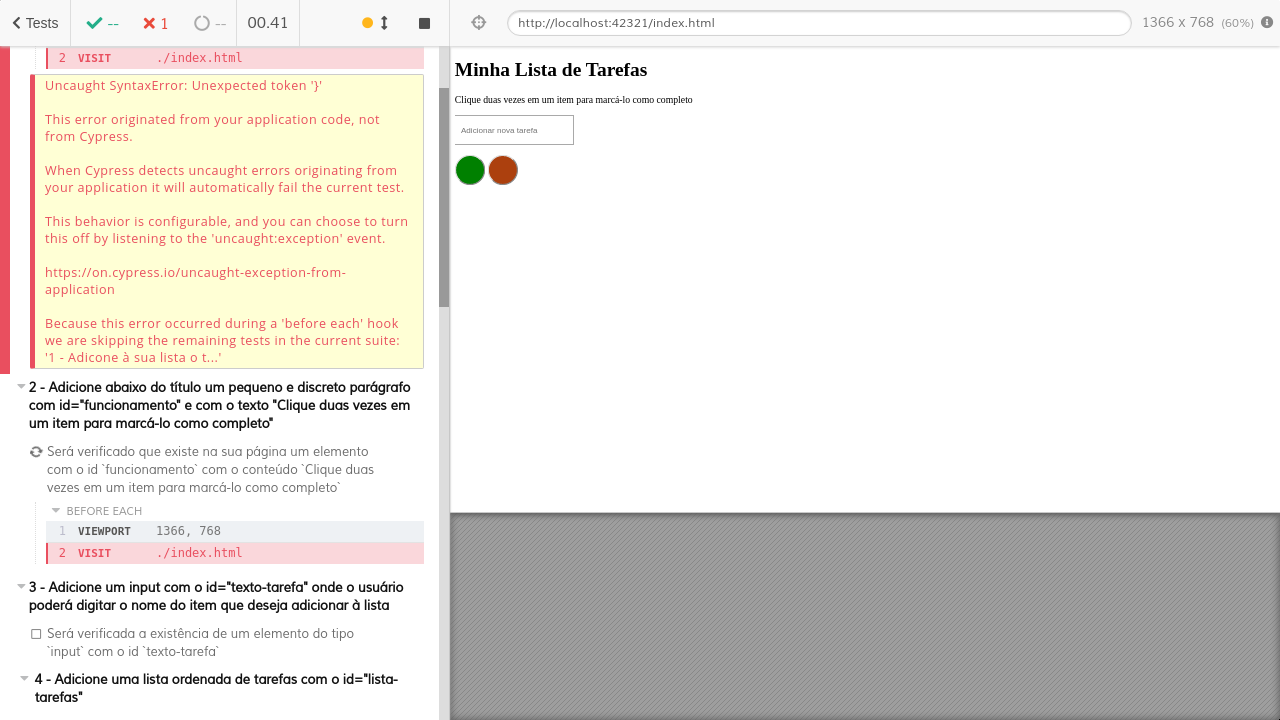 Tests
--
1
--
00.41
http://localhost:42321/index.html
1366 x 768 (60%)
2 VISIT ./index.html
Uncaught SyntaxError: Unexpected token '}'
This error originated from your application code, not
from Cypress.
When Cypress detects uncaught errors originating from
your application it will automatically fail the current test.
This behavior is configurable, and you can choose to turn
this off by listening to the 'uncaught:exception' event.
https://on.cypress.io/uncaught-exception-from-
application
Because this error occurred during a 'before each' hook
we are skipping the remaining tests in the current suite:
'1 - Adicone à sua lista o t...'
2 - Adicione abaixo do título um pequeno e discreto parágrafo
com id="funcionamento" e com o texto "Clique duas vezes em
um item para marcá-lo como completo"
Será verificado que existe na sua página um elemento
com o id `funcionamento` com o conteúdo `Clique duas
vezes em um item para marcá-lo como completo`
BEFORE EACH
1 VIEWPORT 1366, 768
2 VISIT ./index.html
3 - Adicione um input com o id="texto-tarefa" onde o usuário
poderá digitar o nome do item que deseja adicionar à lista
Será verificada a existência de um elemento do tipo
`input` com o id `texto-tarefa`
4 - Adicione uma lista ordenada de tarefas com o id="lista-
tarefas"
Minha Lista de Tarefas
Clique duas vezes em um item para marcá-lo como completo
Adicionar nova tarefa